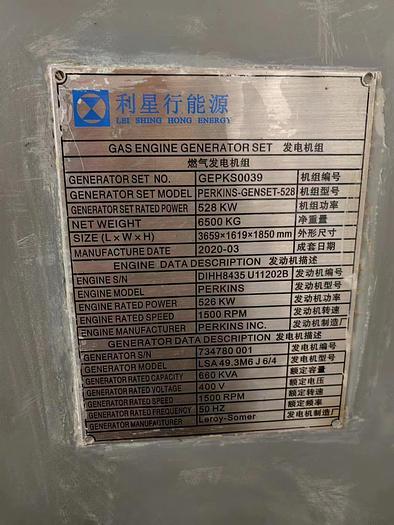 利星行能源
LEI SHING HONG ENERGY
GAS ENGINE GENERATOR SET 发电机组
燃气发电机组
GENERATOR SET NO. GEPKS0039 机组编号
GENERATOR SET MODEL PERKINS-GENSET-528 机组型号
GENERATOR SET RATED POWER 528 KW 机组功率
NET WEIGHT 6500 KG 净重量
SIZE (L×W×H) 3659×1619×1850 mm 外形尺寸
MANUFACTURE DATE 2020-03 成套日期
ENGINE DATA DESCRIPTION 发动机描述
ENGINE S/N DIHH8435 U11202B 发动机编号
ENGINE MODEL PERKINS 发动机型号
ENGINE RATED POWER 526 KW 发动机功率
ENGINE RATED SPEED 1500 RPM 发动机转速
ENGINE MANUFACTURER PERKINS INC. 发动机制造厂
GENERATOR DATA DESCRIPTION 发电机描述
GENERATOR S/N 734780 001 发电机编号
GENERATOR MODEL LSA 49.3M6 J 6/4 发电机型号
GENERATOR RATED CAPACITY 660 KVA 额定容量
GENERATOR RATED VOLTAGE 400 V 额定电压
GENERATOR RATED SPEED 1500 RPM 额定转速
GENERATOR RATED FREQUENCY 50 HZ 额定频率
GENERATOR MANUFACTURER Leroy-Somer 发电机制造厂